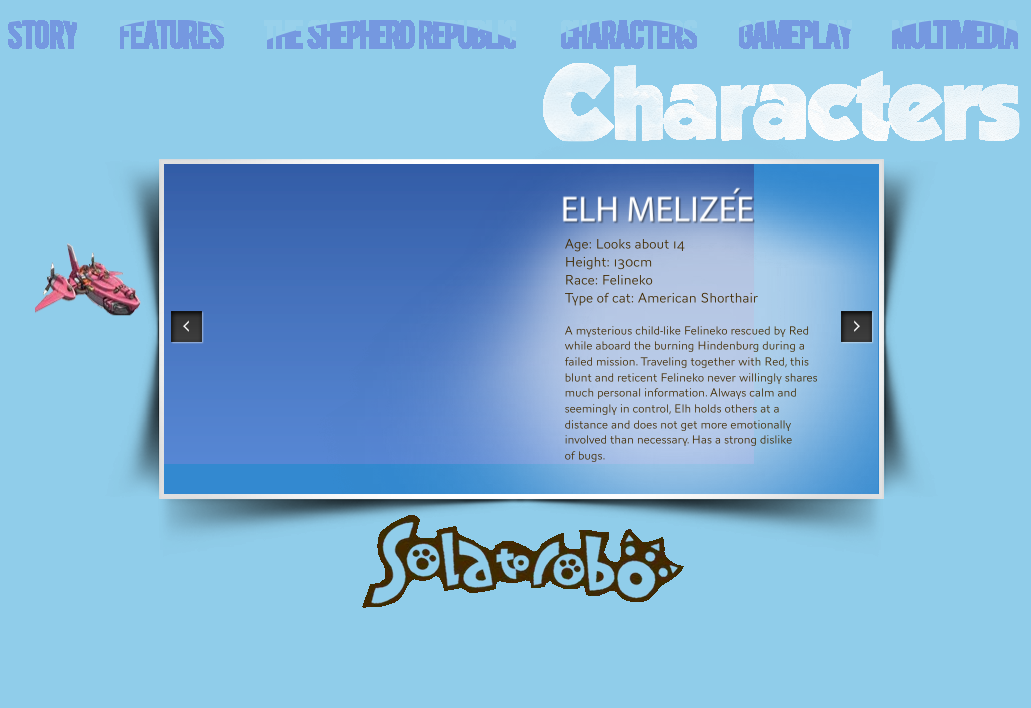 STORY FEATURES THE SHEPHERD REPUBLIC CHARACTERS GAMEPLAY MULTIMEDIA
Characters
ELH MELIZÉE
Age: Looks about 14
Height: 130cm
Race: Felineko
Type of cat: American Shorthair
A mysterious child-like Felineko rescued by Red
while aboard the burning Hindenburg during a
failed mission. Traveling together with Red, this
blunt and reticent Felineko never willingly shares
much personal information. Always calm and
seemingly in control, Elh holds others at a
distance and does not get more emotionally
involved than necessary. Has a strong dislike
of bugs.
Solatorobo